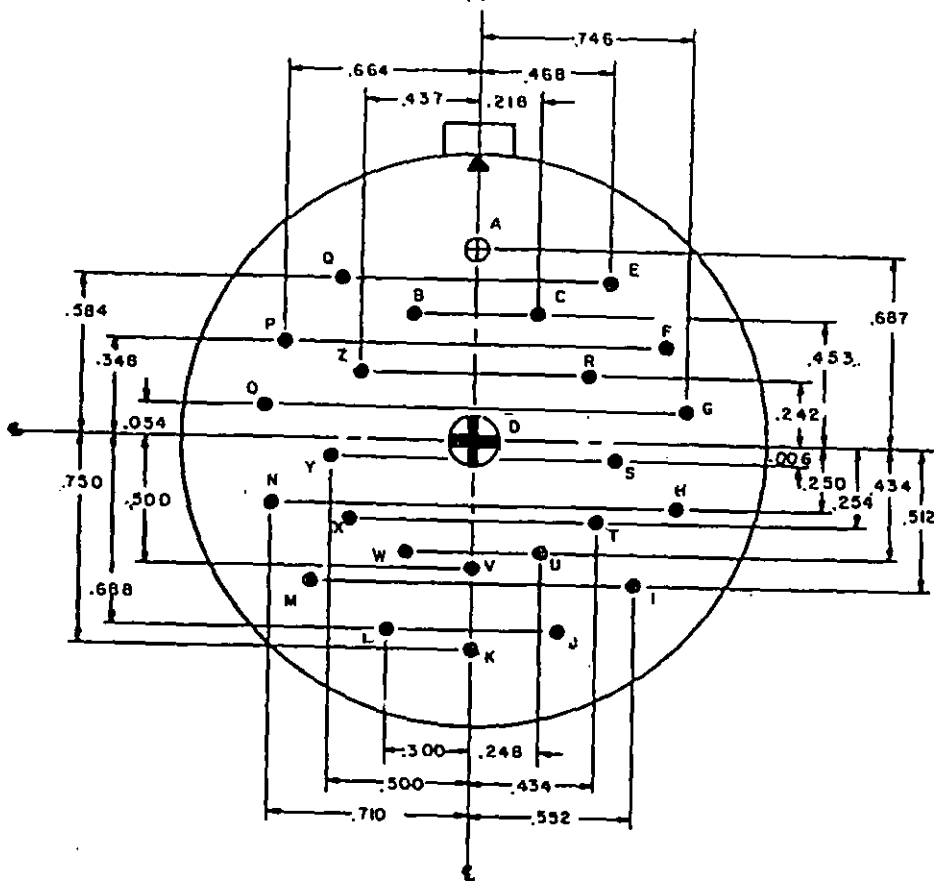 .746
.664
.468
.437
.218
A
Q
E
B
C
.584
.687
P
F
.348
.453
Z
R
O
G
.242
.054
D
Y
S
.006
.750
.250
.434
N
H
.254
.500
.512
X
T
W
V
U
M
I
.688
L
J
K
.300
.248
.500
.434
.710
.552